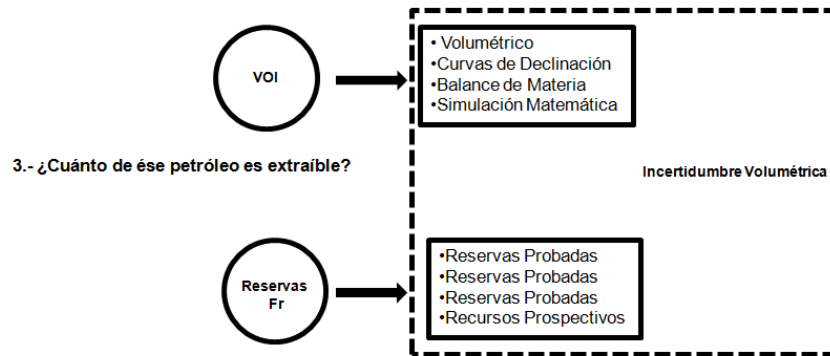 VOI
• Volumétrico
•Curvas de Declinación
•Balance de Materia
•Simulación Matemática
3.- ¿Cuánto de ése petróleo es extraíble?
Incertidumbre Volumétrica
Reservas
Fr
•Reservas Probadas
•Reservas Probadas
•Reservas Probadas
•Recursos Prospectivos